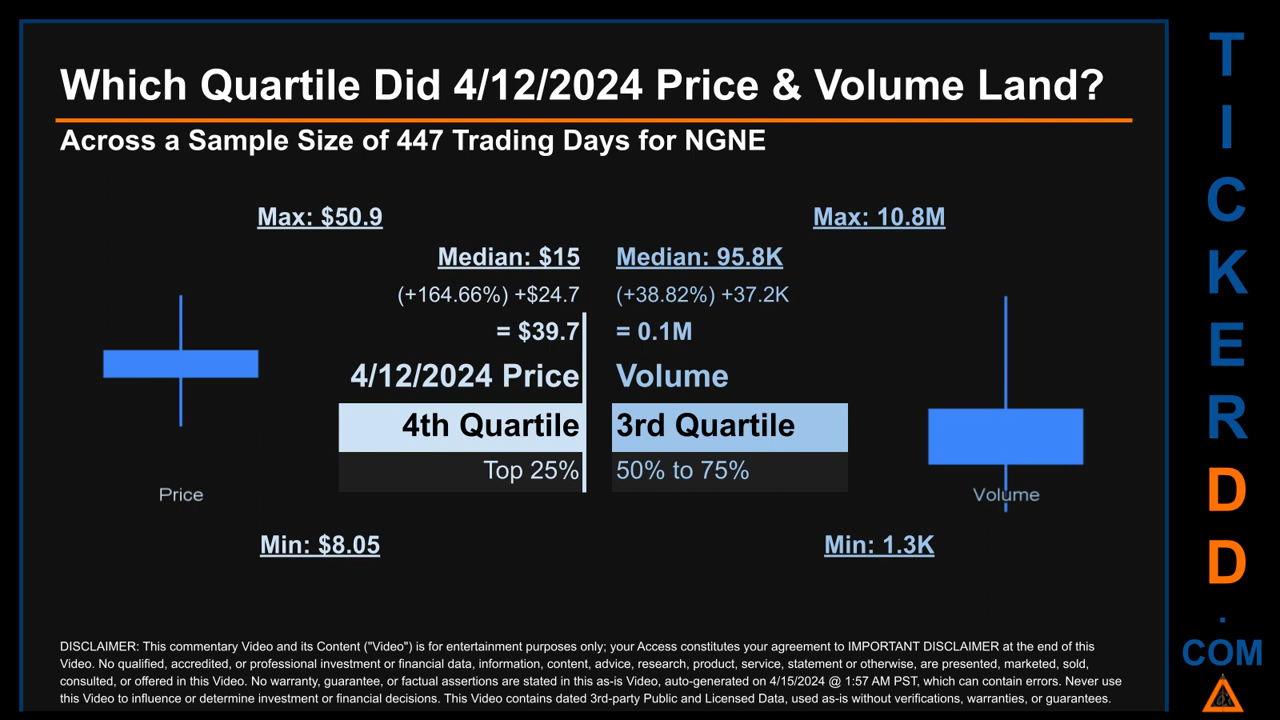 Which Quartile Did 4/12/2024 Price & Volume Land?
Across a Sample Size of 447 Trading Days for NGNE
Max: $50.9
Max: 10.8M
Median: $15
Median: 95.8K
(+164.66%) +$24.7
(+38.82%) +37.2K
= $39.7
= 0.1M
4/12/2024 Price
Volume
4th Quartile
3rd Quartile
Top 25%
50% to 75%
Price
Volume
Min: $8.05
Min: 1.3K
DISCLAIMER: This commentary Video and its Content ("Video") is for entertainment purposes only; your Access constitutes your agreement to IMPORTANT DISCLAIMER at the end of this
Video. No qualified, accredited, or professional investment or financial data, information, content, advice, research, product, service, statement or otherwise, are presented, marketed, sold,
consulted, or offered in this Video. No warranty, guarantee, or factual assertions are stated in this as-is Video, auto-generated on 4/15/2024 @ 1:57 AM PST, which can contain errors. Never use
this Video to influence or determine investment or financial decisions. This Video contains dated 3rd-party Public and Licensed Data, used as-is without verifications, warranties, or guarantees.
T
I
C
K
E
R
D
D
.
COM